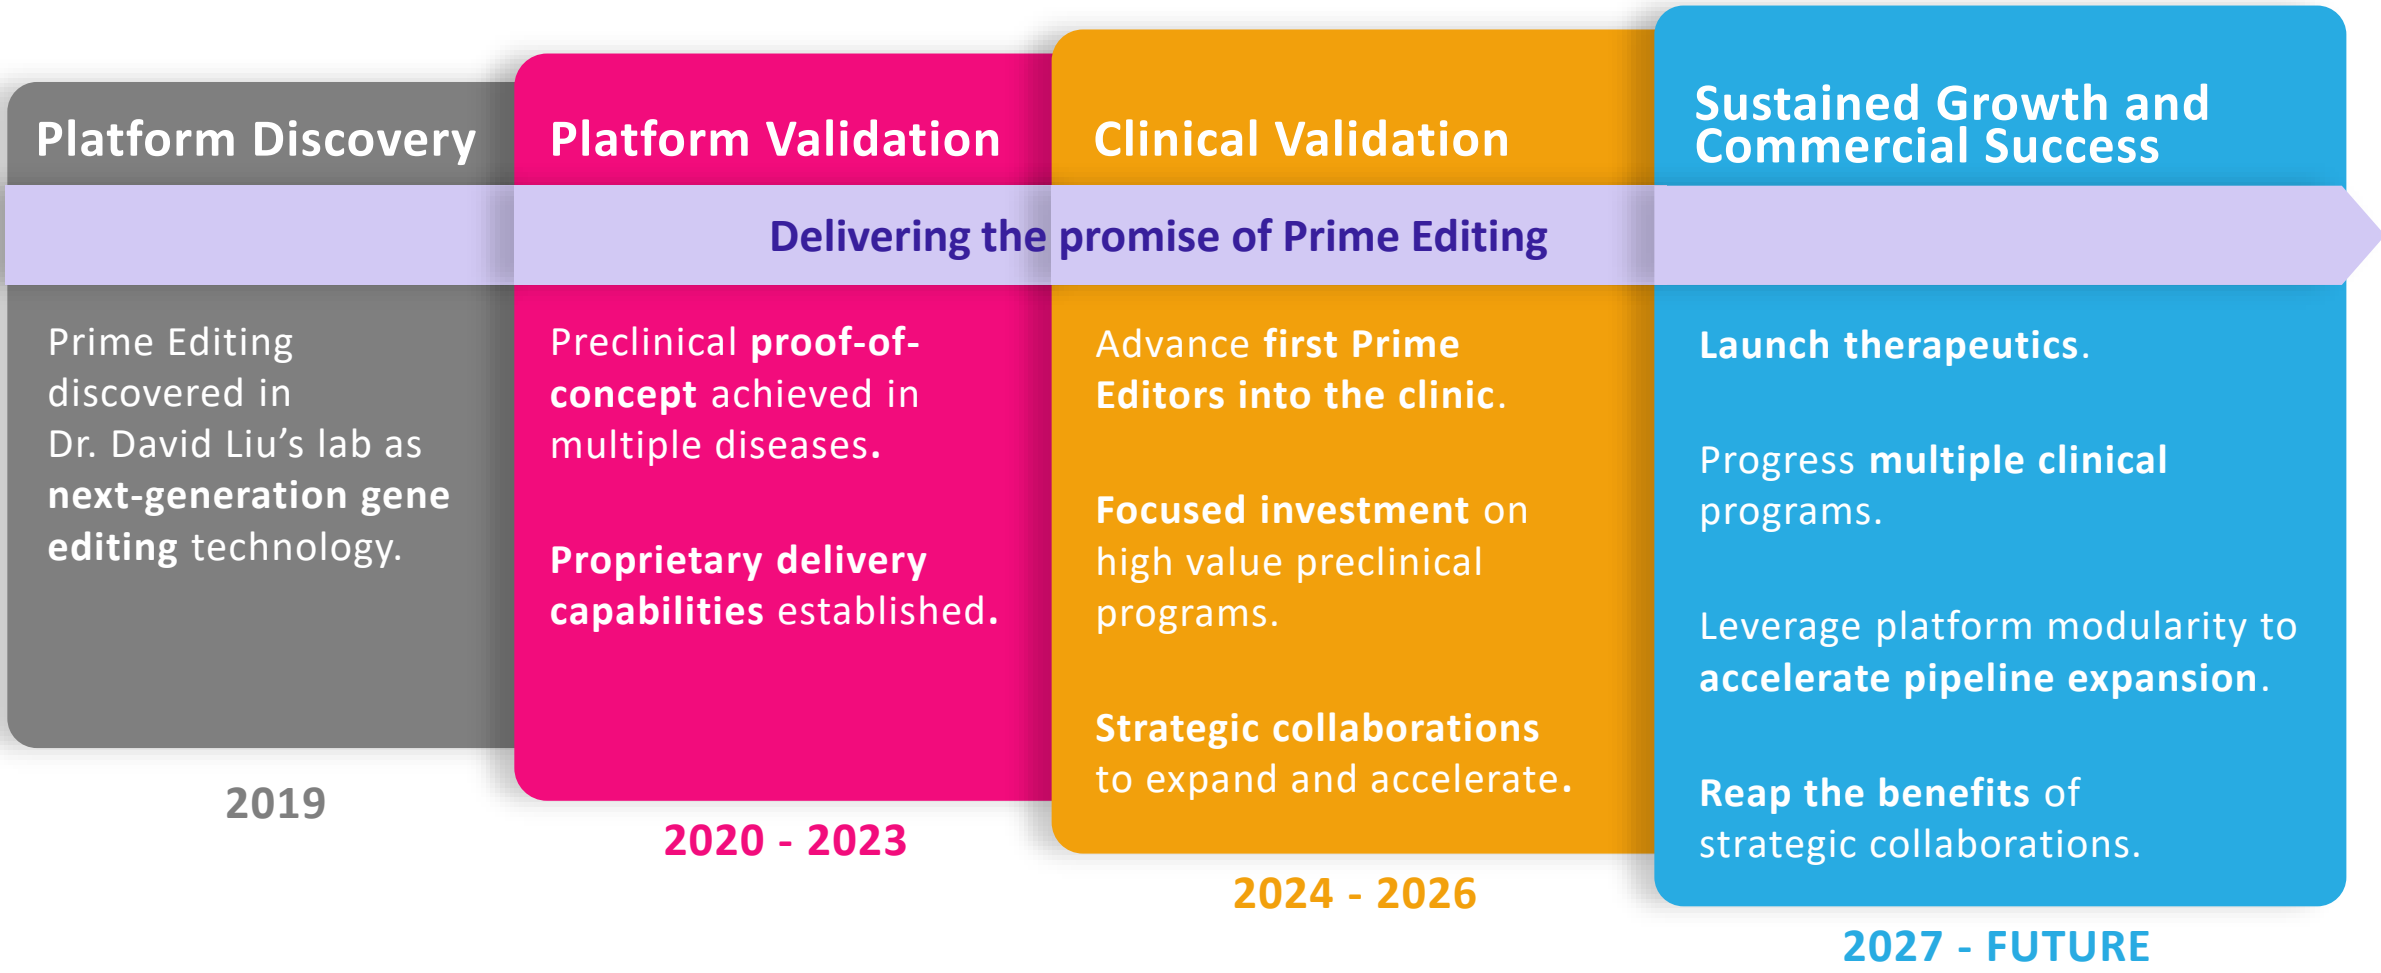 Platform Discovery
Platform Validation
Clinical Validation
Sustained Growth and
Commercial Success
Delivering the promise of Prime Editing
Prime Editing
discovered in
Dr. David Liu’s lab as
next-generation gene
editing technology.
2019
Preclinical proof-of-
concept achieved in
multiple diseases.
Proprietary delivery
capabilities established.
2020 - 2023
Advance first Prime
Editors into the clinic.
Focused investment on
high value preclinical
programs.
Strategic collaborations
to expand and accelerate.
2024 - 2026
Launch therapeutics.
Progress multiple clinical
programs.
Leverage platform modularity to
accelerate pipeline expansion.
Reap the benefits of
strategic collaborations.
2027 - FUTURE